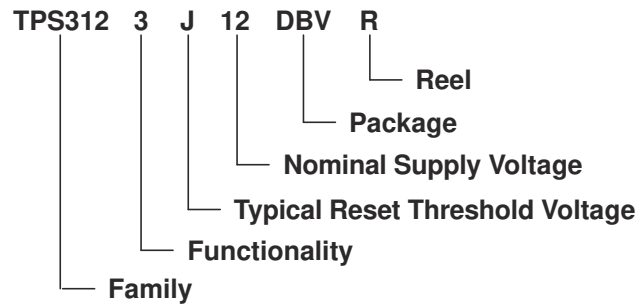 TPS312 3 J 12 DBV R
Reel
Package
Nominal Supply Voltage
Typical Reset Threshold Voltage
Functionality
Family